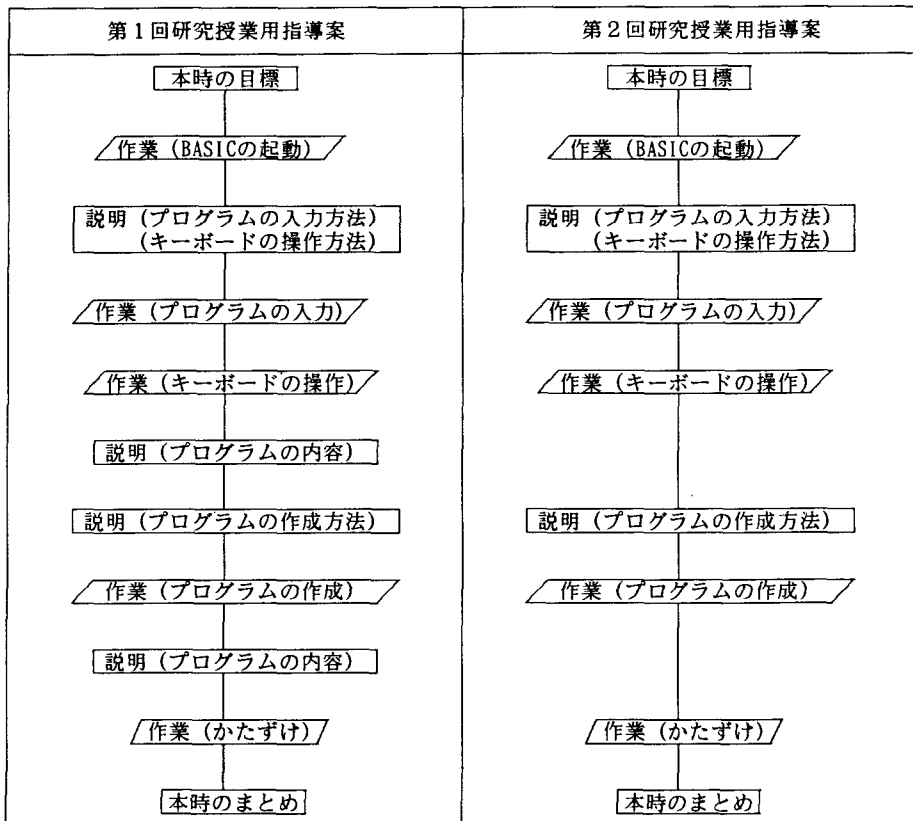 第1回研究授業用指導案
本時の目標
作業（BASICの起動）
説明（プログラムの入力方法）
（キーボードの操作方法）
作業（プログラムの入力）
作業（キーボードの操作）
説明（プログラムの内容）
説明（プログラムの作成方法）
作業（プログラムの作成）
説明（プログラムの内容）
作業（かたずけ）
本時のまとめ
第2回研究授業用指導案
本時の目標
作業（BASICの起動）
説明（プログラムの入力方法）
（キーボードの操作方法）
作業（プログラムの入力）
作業（キーボードの操作）
説明（プログラムの作成方法）
作業（プログラムの作成）
作業（かたずけ）
本時のまとめ